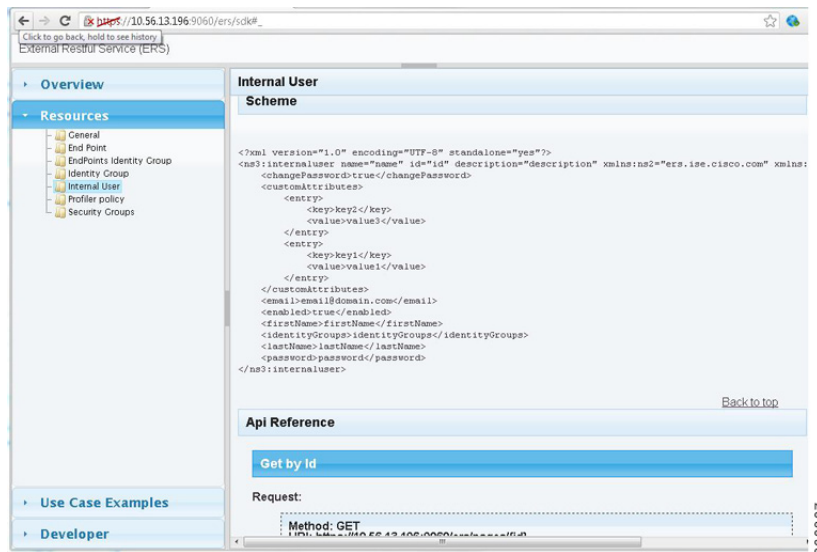 https://10.56.13.196:9060/ers/sdk#_
Click to go back, hold to see history
External Restful Service (ERS)
Overview
Resources
General
End Point
EndPoints Identity Group
Identity Group
Internal User
Profiler policy
Security Groups
Use Case Examples
Developer
Internal User
Scheme
<?xml version="1.0" encoding="UTF-8" standalone="yes"?>
<ns3:internaluser name="name" id="id" description="description" xmlns:ns2="ers.ise.cisco.com" xmlns:
<changePassword>true</changePassword>
<customAttributes>
<entry>
<key>key2</key>
<value>value3</value>
</entry>
<entry>
<key>key1</key>
<value>value1</value>
</entry>
</customAttributes>
<email>email@domain.com</email>
<enabled>true</enabled>
<firstName>firstName</firstName>
<identityGroups>identityGroups</identityGroups>
<lastName>lastName</lastName>
<password>password</password>
</ns3:internaluser>
Back to top
Api Reference
Get by Id
Request:
Method: GET